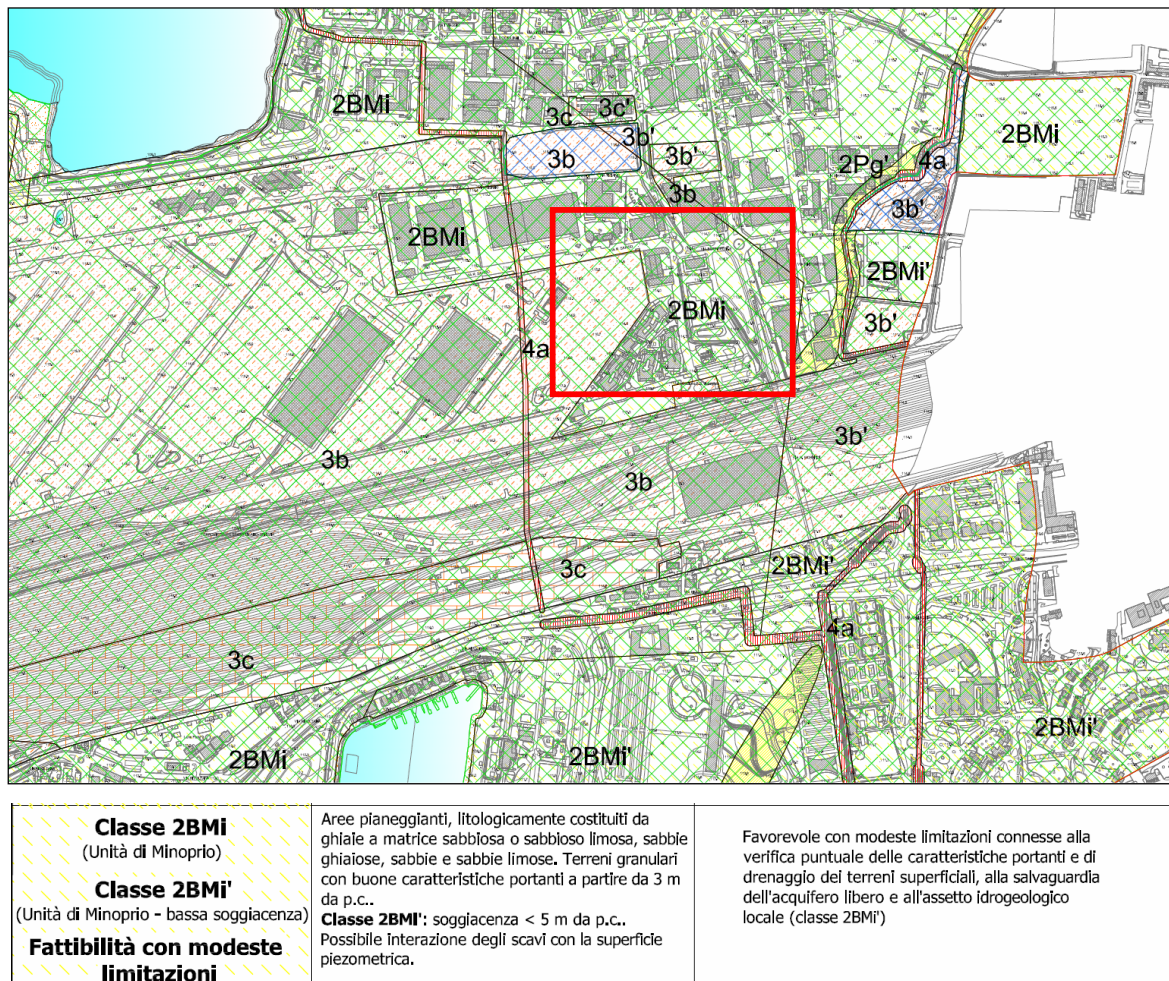 2BMi
3c'
3c
3b'
3b
3b'
2Pg'
4a
2BMi
3b
3b'
2BMi
2BMi'
2BMi
3b'
4a
3b'
3b
3b
3c
2BMi'
4a
3c
2BMi'
2BMi
2BMi'
Classe 2BMi
(Unità di Minoprio)
Classe 2BMi'
(Unità di Minoprio - bassa soggiacenza)
Fattibilità con modeste
limitazioni
Aree pianeggianti, litologicamente costituiti da
ghiaie a matrice sabbiosa o sabbioso limosa, sabbie
ghiaiose, sabbie e sabbie limose. Terreni granulari
con buone caratteristiche portanti a partire da 3 m
da p.c..
Classe 2BMI': soggiacenza < 5 m da p.c..
Possibile interazione degli scavi con la superficie
piezometrica.
Favorevole con modeste limitazioni connesse alla
verifica puntuale delle caratteristiche portanti e di
drenaggio dei terreni superficiali, alla salvaguardia
dell'acquifero libero e all'assetto idrogeologico
locale (classe 2BMi')